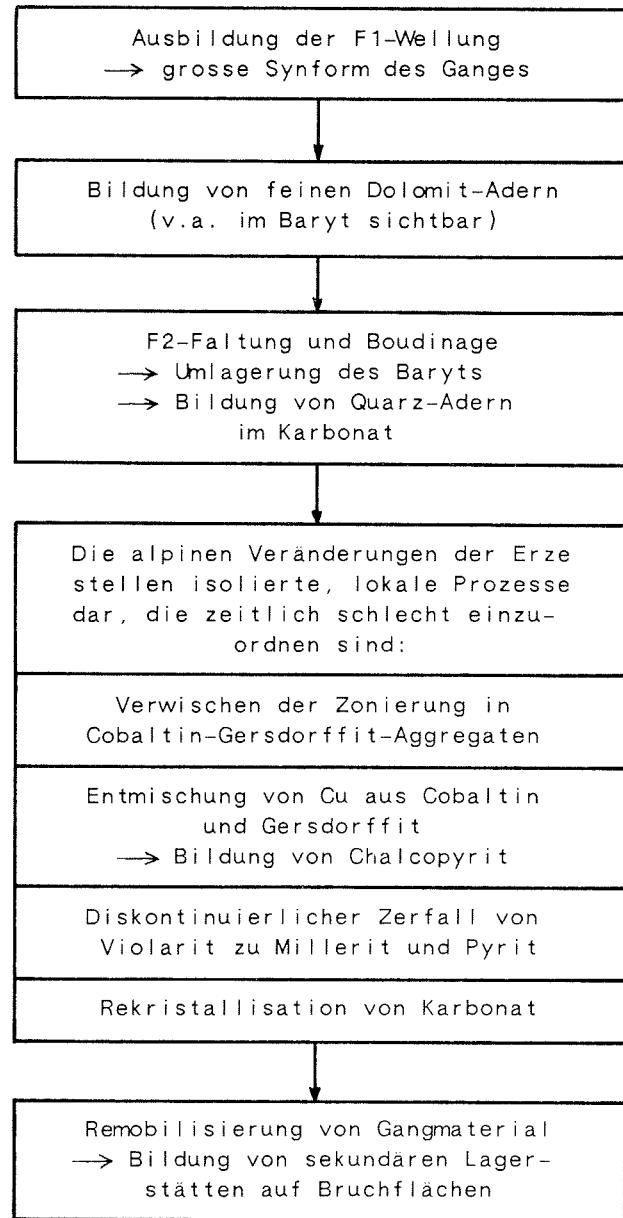 Ausbildung der F1-Wellung
→ grosse Synform des Ganges
Bildung von feinen Dolomit-Adern
(v.a. im Baryt sichtbar)
F2-Faltung und Boudinage
→ Umlagerung des Baryts
→ Bildung von Quarz-Adern
im Karbonat
Die alpinen Veränderungen der Erze
stellen isolierte, lokale Prozesse
dar, die zeitlich schlecht einzu-
ordnen sind:
Verwischen der Zonierung in
Cobaltin-Gersdorffit-Aggregaten
Entmischung von Cu aus Cobaltin
und Gersdorffit
→ Bildung von Chalcopyrit
Diskontinuierlicher Zerfall von
Violarit zu Millerit und Pyrit
Rekristallisation von Karbonat
Remobilisierung von Gangmaterial
→ Bildung von sekundären Lager-
stätten auf Bruchflächen